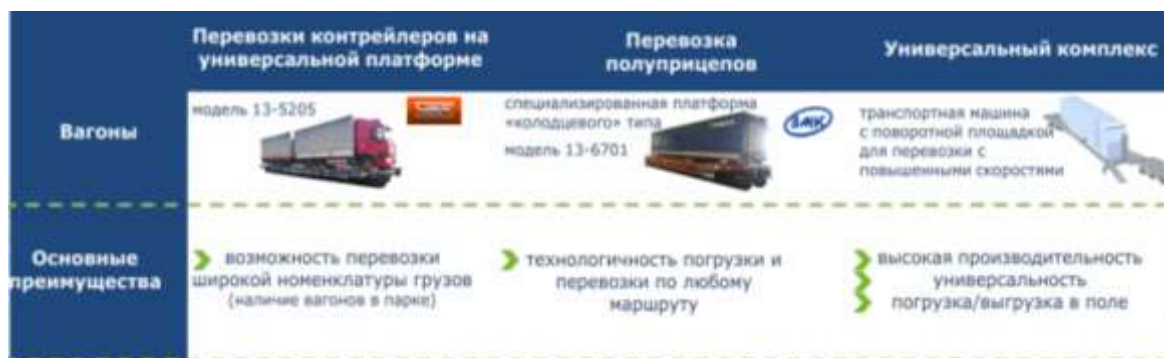 Перевозки контрейлеров на
универсальной платформе
Перевозка
полуприцепов
Универсальный комплекс
Вагоны
модель 13-5205
специализированная платформа
«колодцевого» типа
модель 13-6701
транспортная машина
с поворотной площадкой
для перевозки с
повышенными скоростями
Основные
преимущества
возможность перевозки
широкой номенклатуры грузов
(наличие вагонов в парке)
технологичность погрузки и
перевозки по любому
маршруту
высокая производительность
универсальность
погрузка/выгрузка в поле